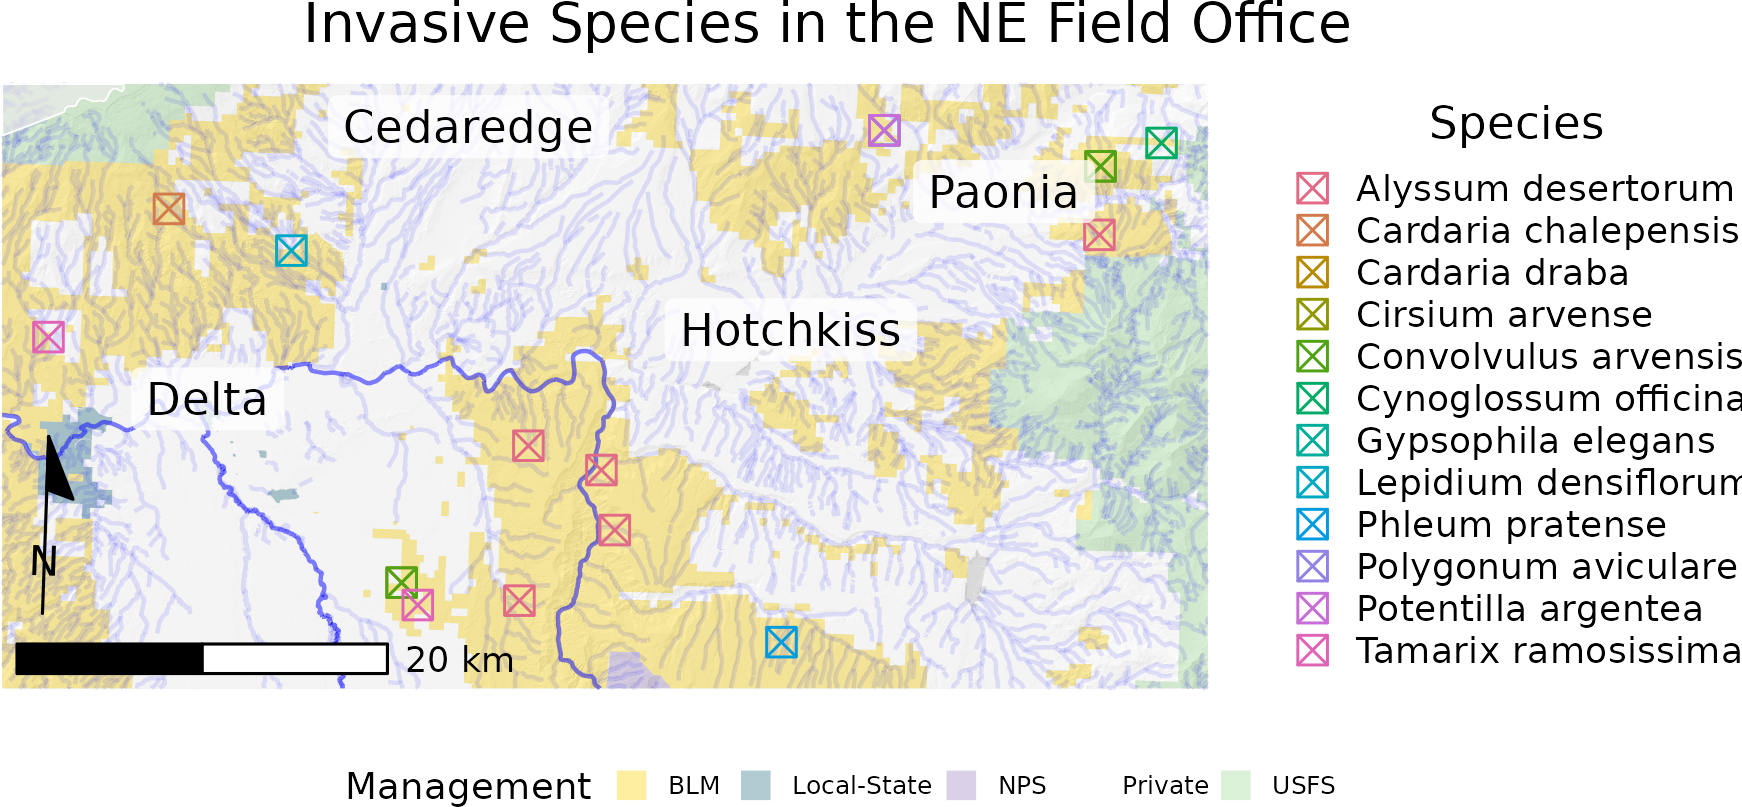 Invasive Species in the NE Field Office
Cedaredge
Paonia
Hotchkiss
Delta
N
20 km
Species
Alyssum desertorum
Cardaria chalepensis
Cardaria draba
Cirsium arvense
Convolvulus arvensis
Cynoglossum officina
Gypsophila elegans
Lepidium densiflorum
Phleum pratense
Polygonum aviculare
Potentilla argentea
Tamarix ramosissima
Management BLM Local-State NPS Private USFS